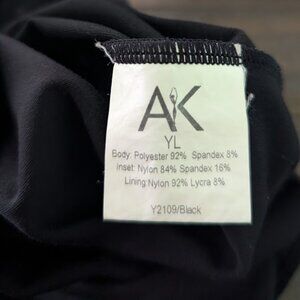 AK
YL
Body: Polyester 92% Spandex 8%
Inset: Nylon 84% Spandex 16%
Lining:Nylon 92% Lycra 8%
Y2109/Black